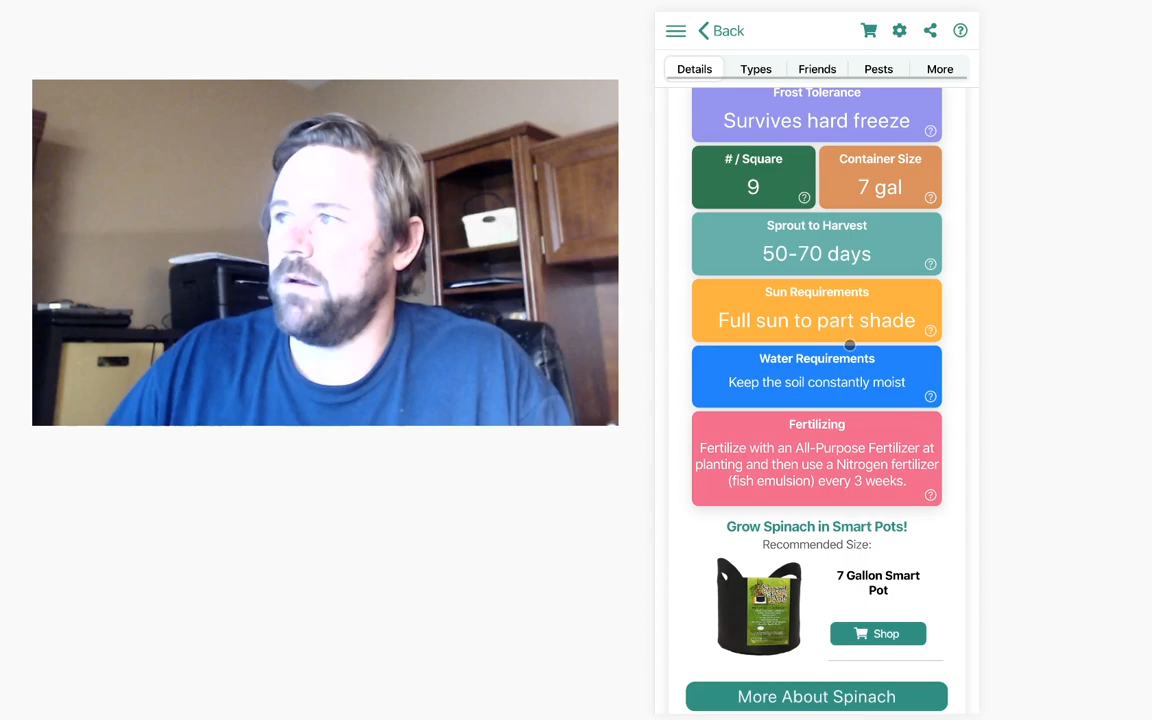 Back
Details Types Friends Pests More
Frost Tolerance
Survives hard freeze
# / Square
9
Container Size
7 gal
Sprout to Harvest
50-70 days
Sun Requirements
Full sun to part shade
Water Requirements
Keep the soil constantly moist
Fertilizing
Fertilize with an All-Purpose Fertilizer at
planting and then use a Nitrogen fertilizer
(fish emulsion) every 3 weeks.
Grow Spinach in Smart Pots!
Recommended Size:
7 Gallon Smart
Pot
Shop
More About Spinach